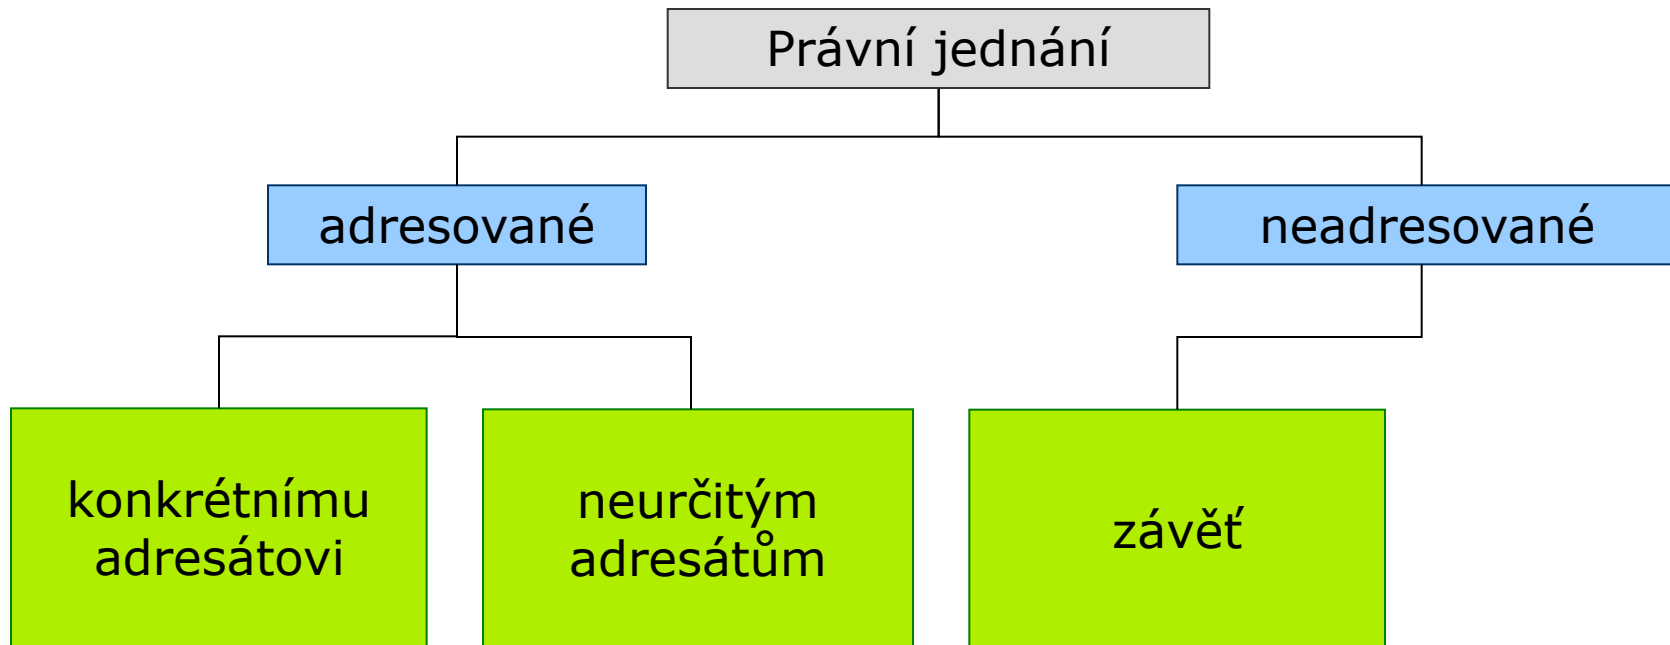 Právní jednání
adresované
neadresované
konkrétnímu
adresátovi
neurčitým
adresátům
závěť